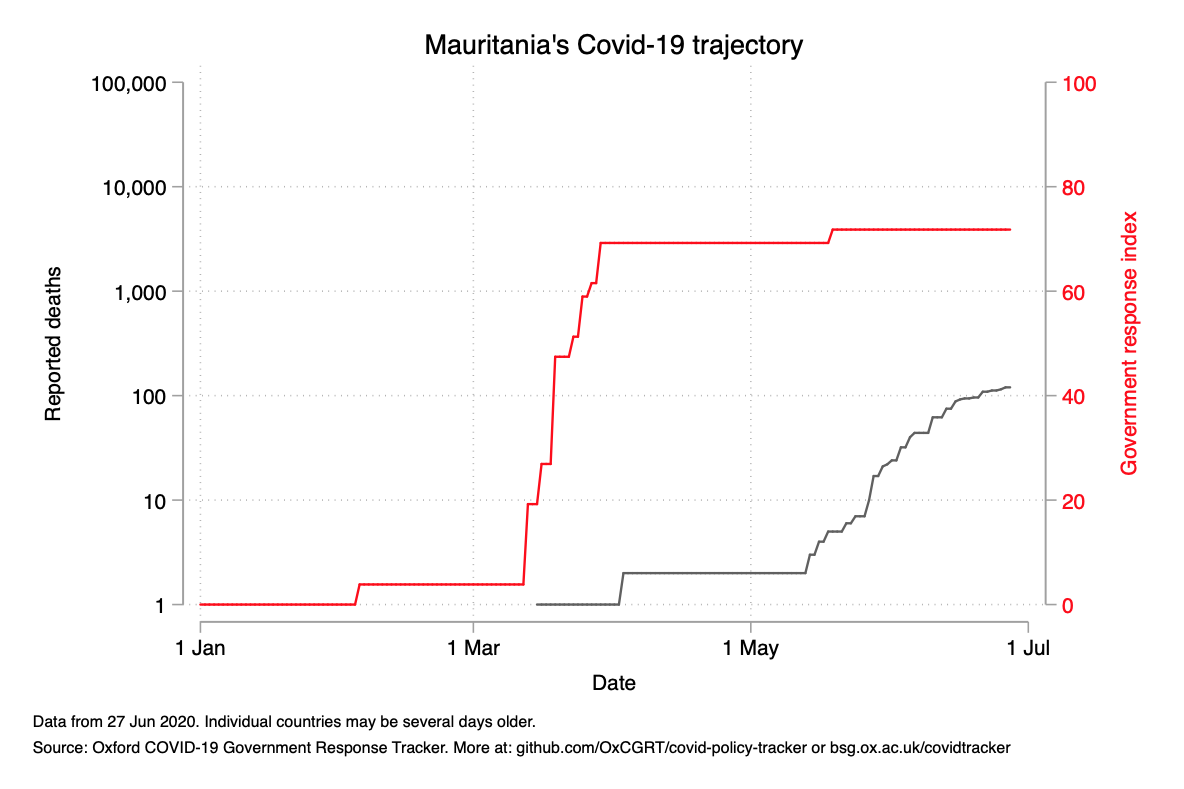 Mauritania's Covid-19 trajectory
100,000
10,000
1,000
100
10
1
Reported deaths
100
80
60
40
20
0
Government response index
1 Jan
1 Mar
1 May
1 Jul
Date
Data from 27 Jun 2020. Individual countries may be several days older.
Source: Oxford COVID-19 Government Response Tracker. More at: github.com/OxCGRT/covid-policy-tracker or bsg.ox.ac.uk/covidtracker